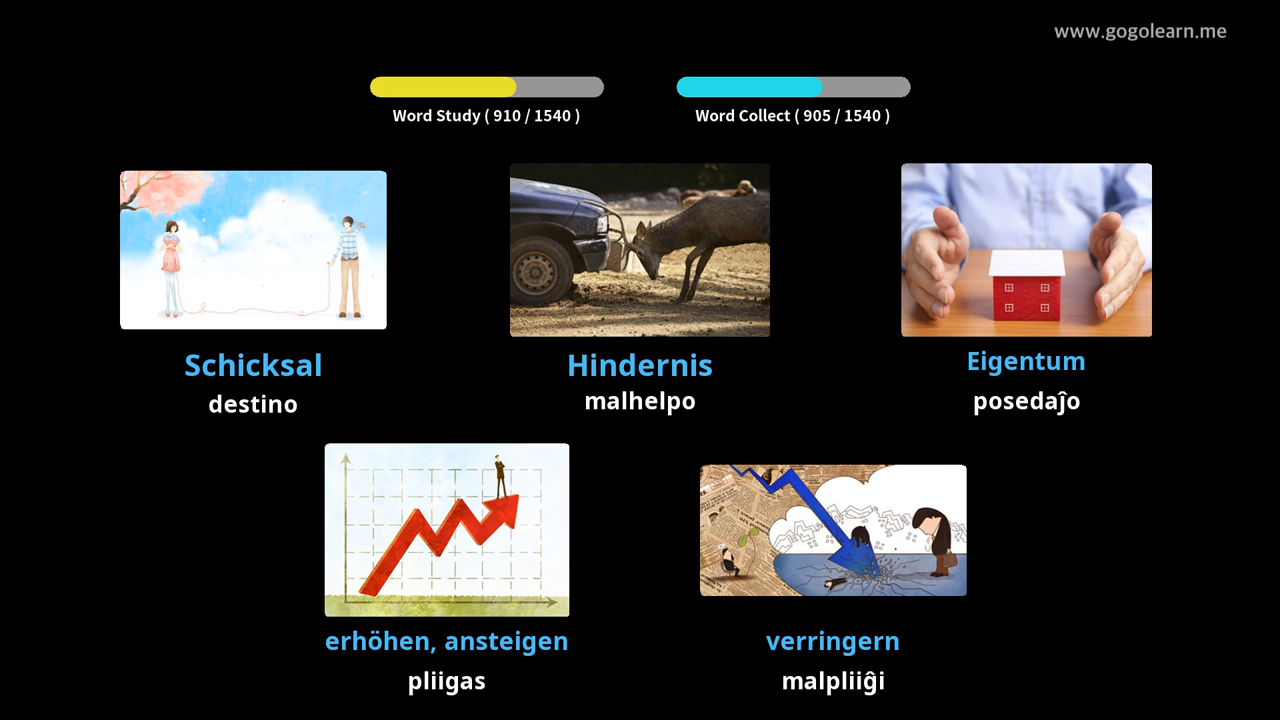 www.gogolearn.me
Word Study ( 910 / 1540 )
Word Collect ( 905 / 1540 )
Schicksal
destino
Hindernis
malhelpo
Eigentum
posedaĵo
erhöhen, ansteigen
pliigas
verringern
malpliiĝi